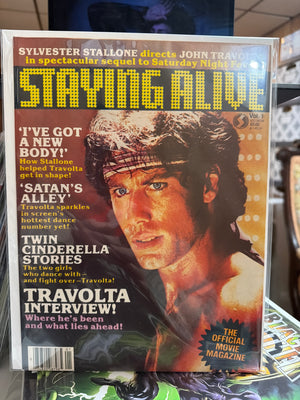 SYLVESTER STALLONE directs JOHN
in spectacular sequel to Saturday Night
STAYING ALIVE
Vol. 1
'I'VE GOT
A NEW
BODY!'
How Stallone
helped Travolta
get in shape!
'SATAN'S
ALLEY'
Travolta sparkles
in screen's
hottest dance
number yet!
TWIN
CINDERELLA
STORIES
The two girls
who dance with—
and fight over—Travolta!
TRAVOLTA
INTERVIEW!
Where he's been
and what lies ahead!
THE
OFFICIAL
MOVIE
MAGAZINE